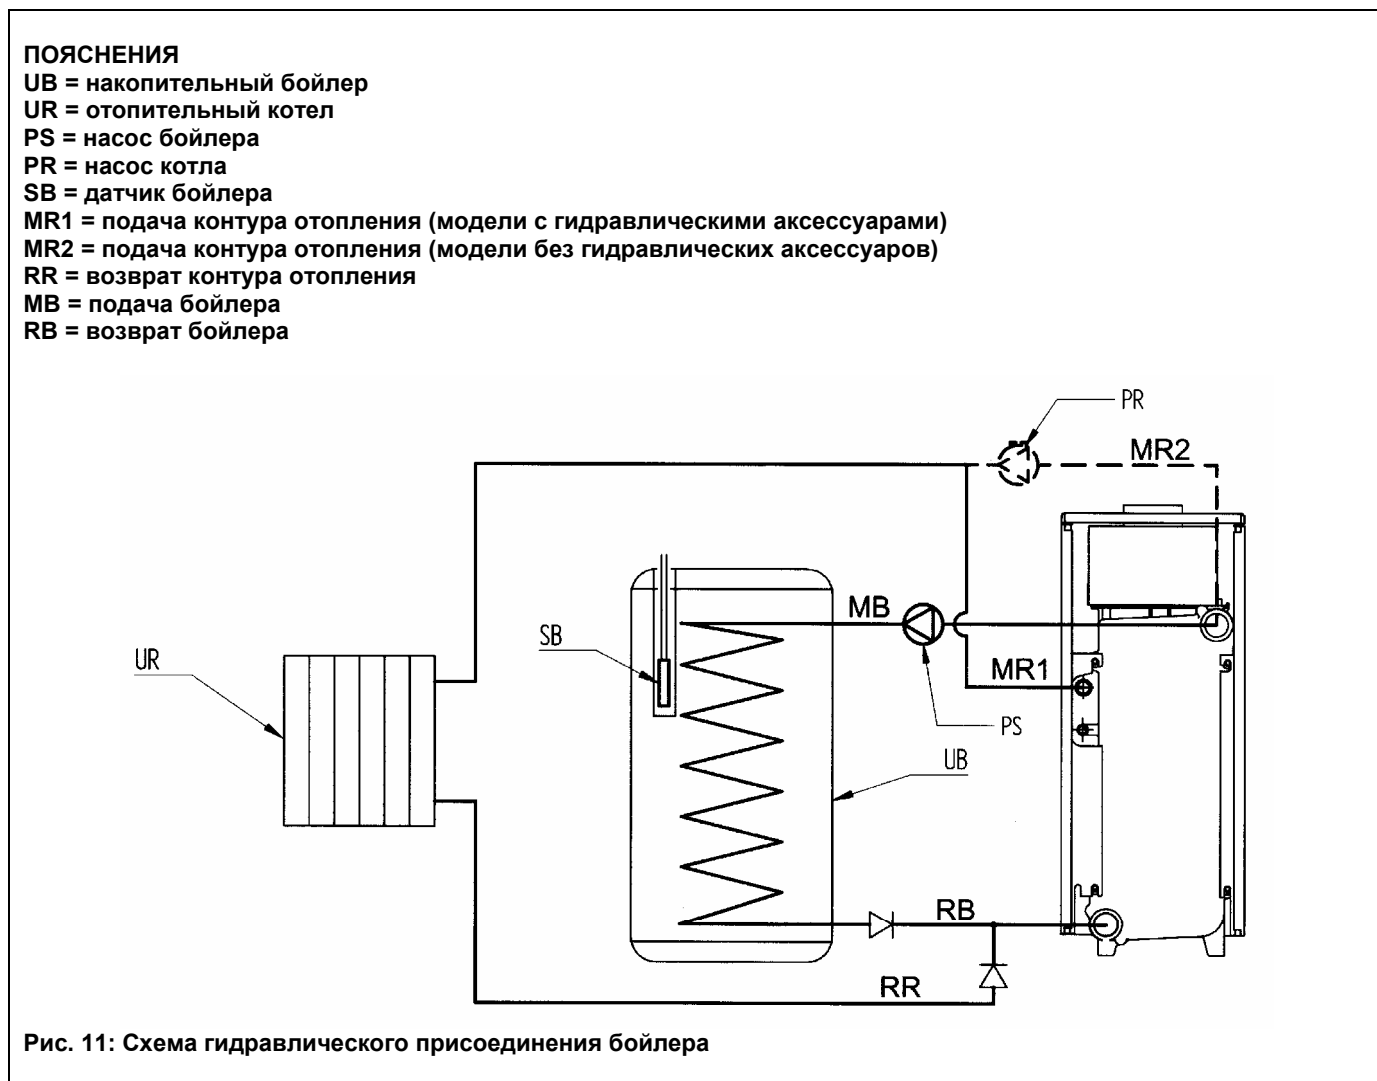 ПОЯСНЕНИЯ
UB = накопительный бойлер
UR = отопительный котел
PS = насос бойлера
PR = насос котла
SB = датчик бойлера
MR1 = подача контура отопления (модели с гидравлическими аксессуарами)
MR2 = подача контура отопления (модели без гидравлических аксессуаров)
RR = возврат контура отопления
MB = подача бойлера
RB = возврат бойлера
PR
MR2
MB
SB
UR
MR1
PS
UB
RB
RR
Рис. 11: Схема гидравлического присоединения бойлера